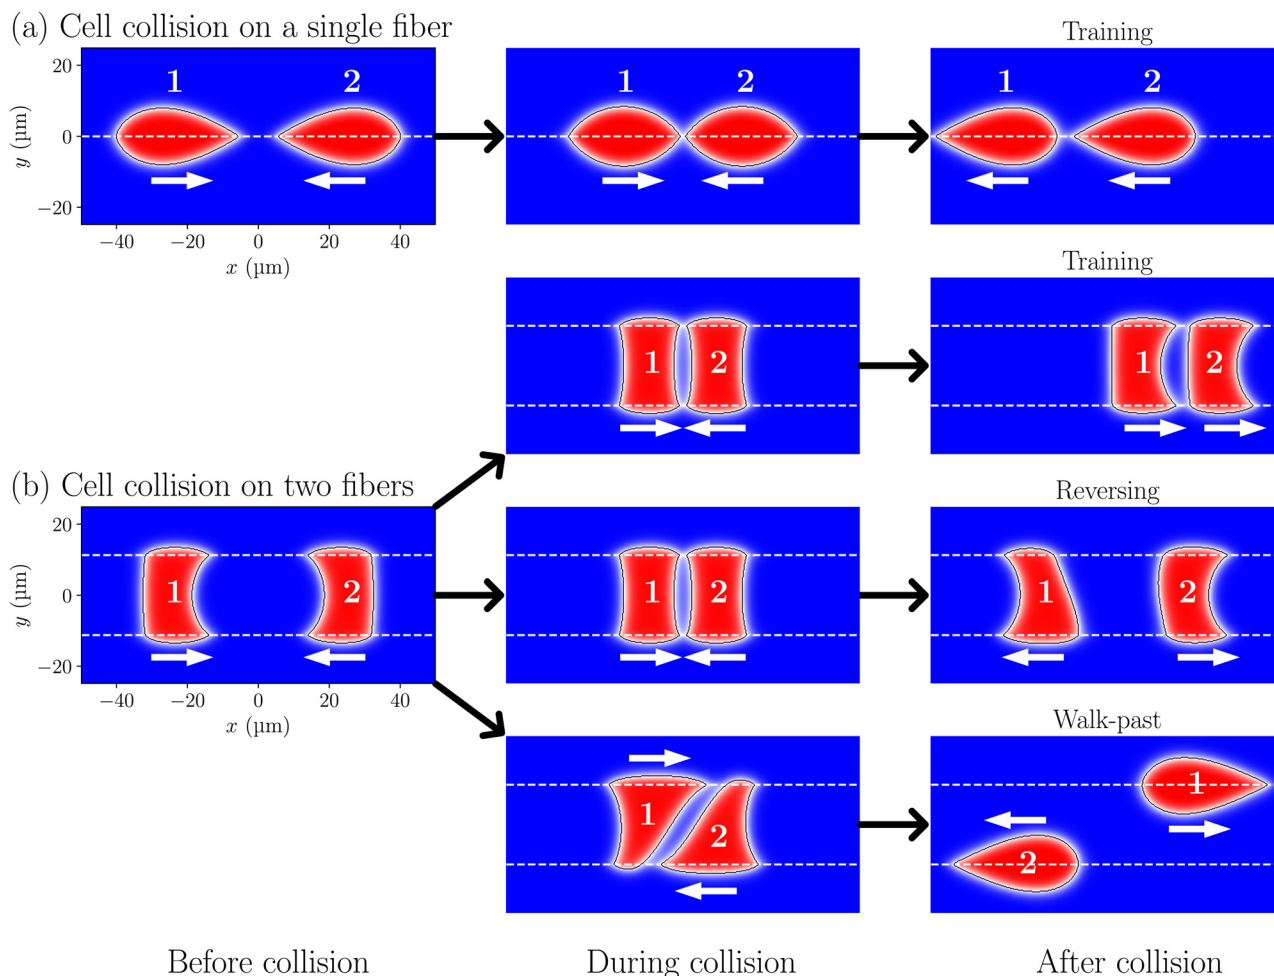 (a) Cell collision on a single fiber
Training
20
0
−20
y (µm)
1 2
1 2
1 2
−40 −20 0 20 40
x (µm)
Training
1 2
1 2
(b) Cell collision on two fibers
Reversing
20
0
−20
y (µm)
1 2
1 2
1 2
−40 −20 0 20 40
x (µm)
Walk-past
1
2
1
2
Before collision During collision After collision